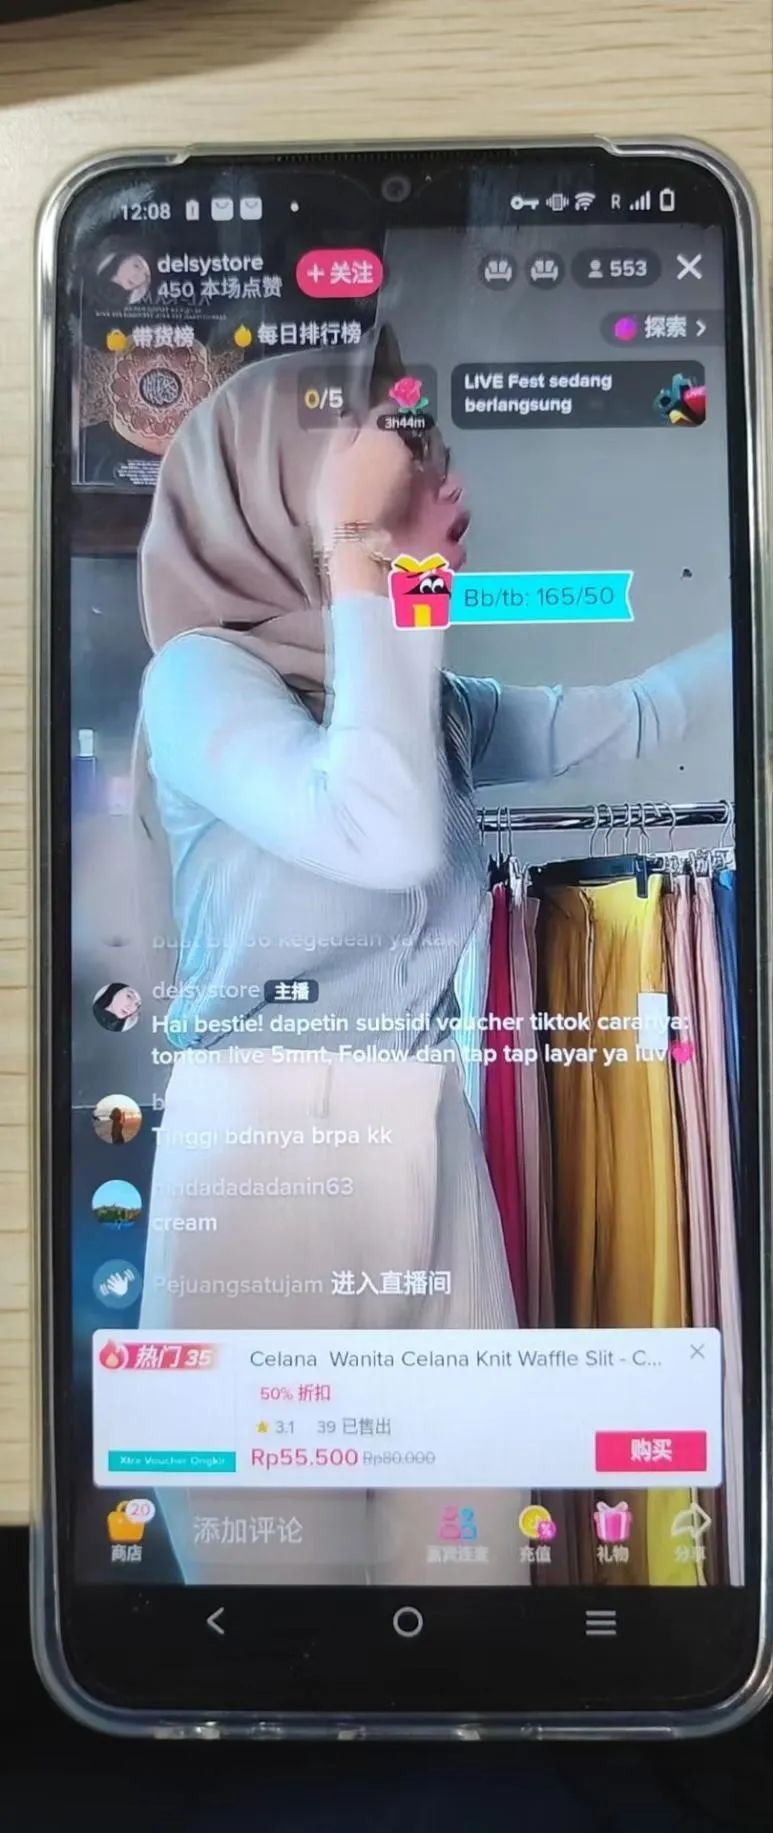 12:08
R
delsystore
450 本场点赞
+ 关注
553
带货榜
每日排行榜
探索
0/5
3h44m
LIVE Fest sedang
berlangsung
LIVE
Bb/tb: 165/50
kegedean ya kak
delsystore 主播
Hai bestie! dapetin subsidi voucher tiktok caranya:
tonton live 5mnt, Follow dan tap tap layar ya luv
b
Tinggi bdnnya brpa kk
cream
Pejuangsatujam 进入直播间
热门 35
Celana Wanita Celana Knit Waffle Slit - C...
50% 折扣
3.1 39 已售出
Xtra Voucher Ongkir
Rp55.500 Rp80.000
购买
20
商店
添加评论
嘉宾连麦
充值
礼物
分享